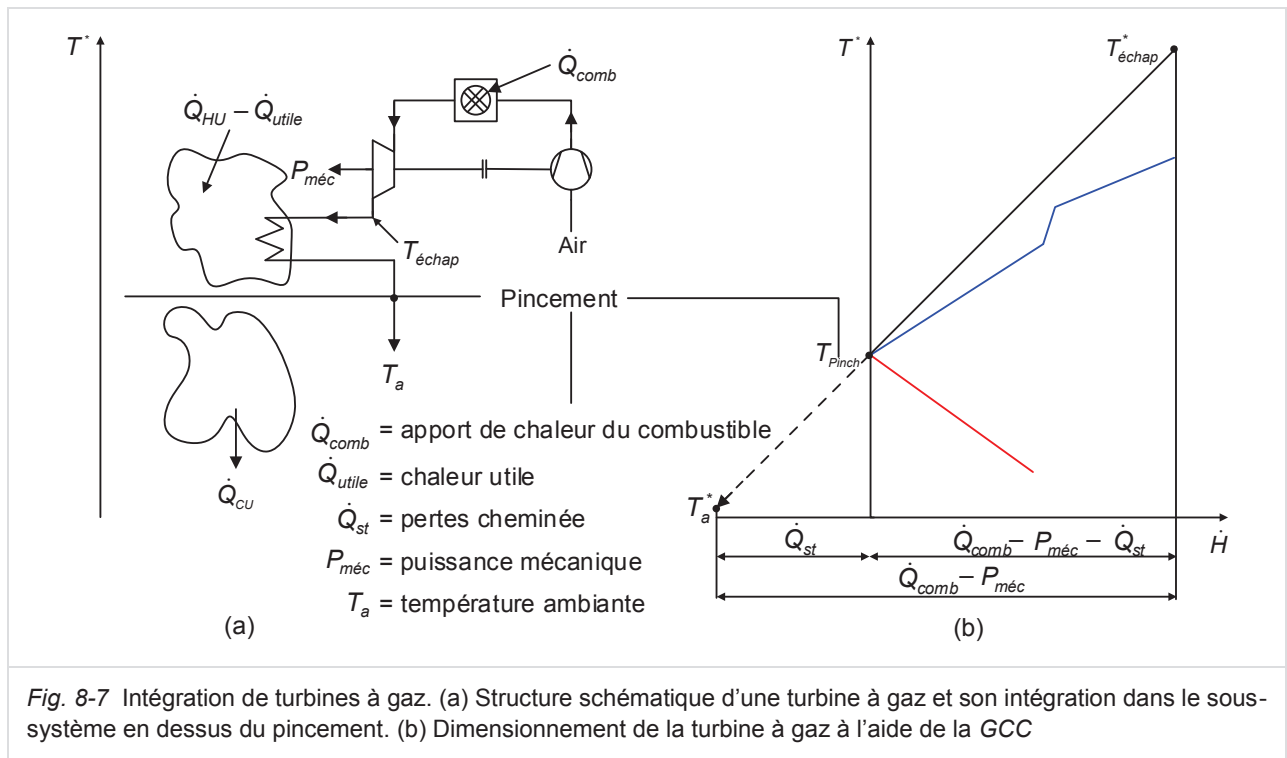 T*
Q̇comb
Q̇HU – Q̇utile
Pméc
Téchap
Air
Pincement
Ta
Q̇CU
Q̇comb = apport de chaleur du combustible
Q̇utile = chaleur utile
Q̇st = pertes cheminée
Pméc = puissance mécanique
Ta = température ambiante
(a)
T*
T*échap
TPinch
T*a
Q̇st
Q̇comb – Pméc – Q̇st
Ḣ
Q̇comb – Pméc
(b)
Fig. 8-7 Intégration de turbines à gaz. (a) Structure schématique d’une turbine à gaz et son intégration dans le sous-
système en dessus du pincement. (b) Dimensionnement de la turbine à gaz à l’aide de la GCC